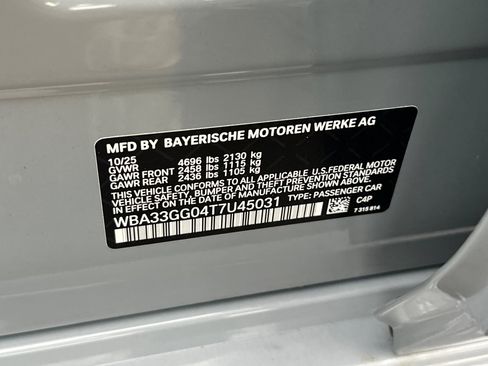 MFD BY BAYERISCHE MOTOREN WERKE AG
10/25
GVWR 4696 lbs 2130 kg
GAWR FRONT 2458 lbs 1115 kg
GAWR REAR 2436 lbs 1105 kg
THIS VEHICLE CONFORMS TO ALL APPLICABLE U.S. FEDERAL MOTOR
VEHICLE SAFETY, BUMPER, AND THEFT PREVENTION STANDARDS
IN EFFECT ON THE DATE OF MANUFACTURE SHOWN ABOVE.
WBA33GG04T7U45031 TYPE: PASSENGER CAR
C4P
7 315 814